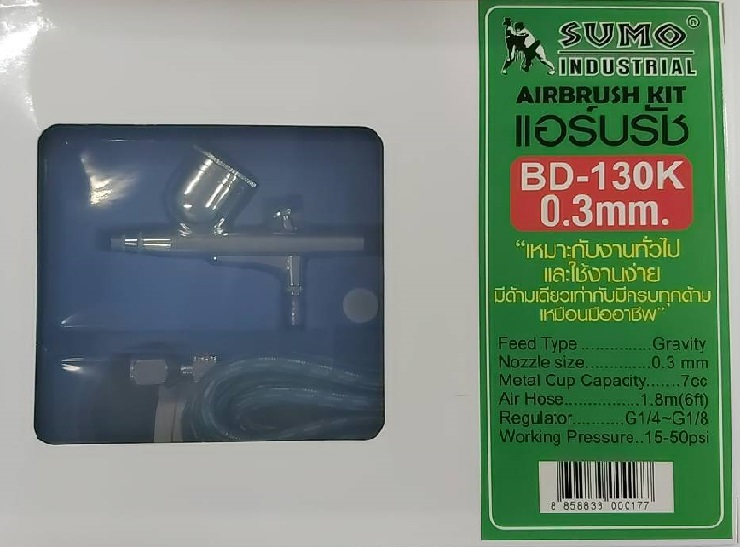 SUMO ®
INDUSTRIAL
AIRBRUSH KIT
แอร์บรัช
BD-130K
0.3mm.
“เหมาะกับงานทั่วไป
และใช้งานง่าย
มีด้ามเดียวเท่ากับมีครบทุกด้าม
เหมือนมืออาชีพ”
Feed Type...............Gravity
Nozzle size..............0.3 mm
Metal Cup Capacity.......7cc
Air Hose..............1.8m(6ft)
Regulator..........G1/4~G1/8
Working Pressure..15-50psi
8 858833 000177